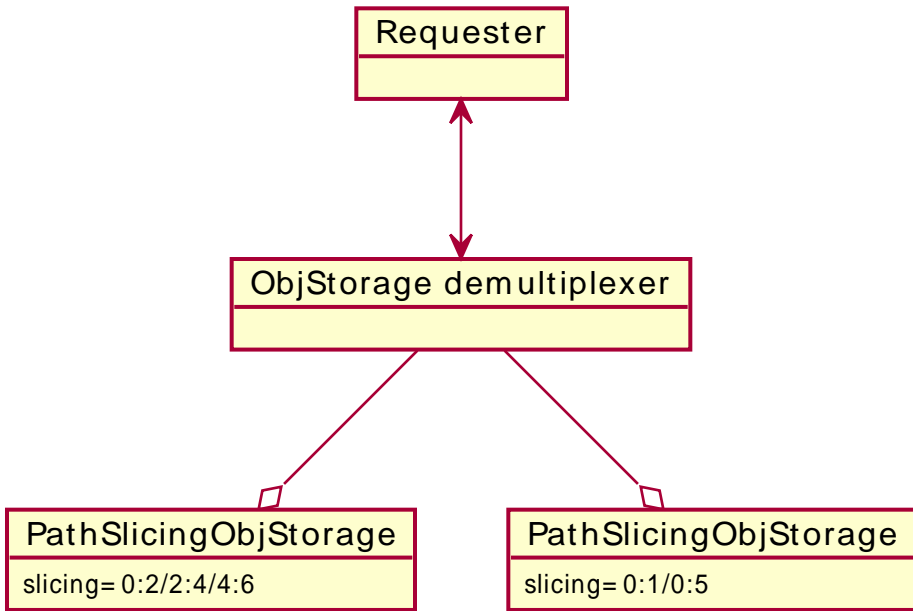 Requester
ObjStorage demultiplexer
PathSlicingObjStorage
slicing= 0:2/2:4/4:6
PathSlicingObjStorage
slicing= 0:1/0:5